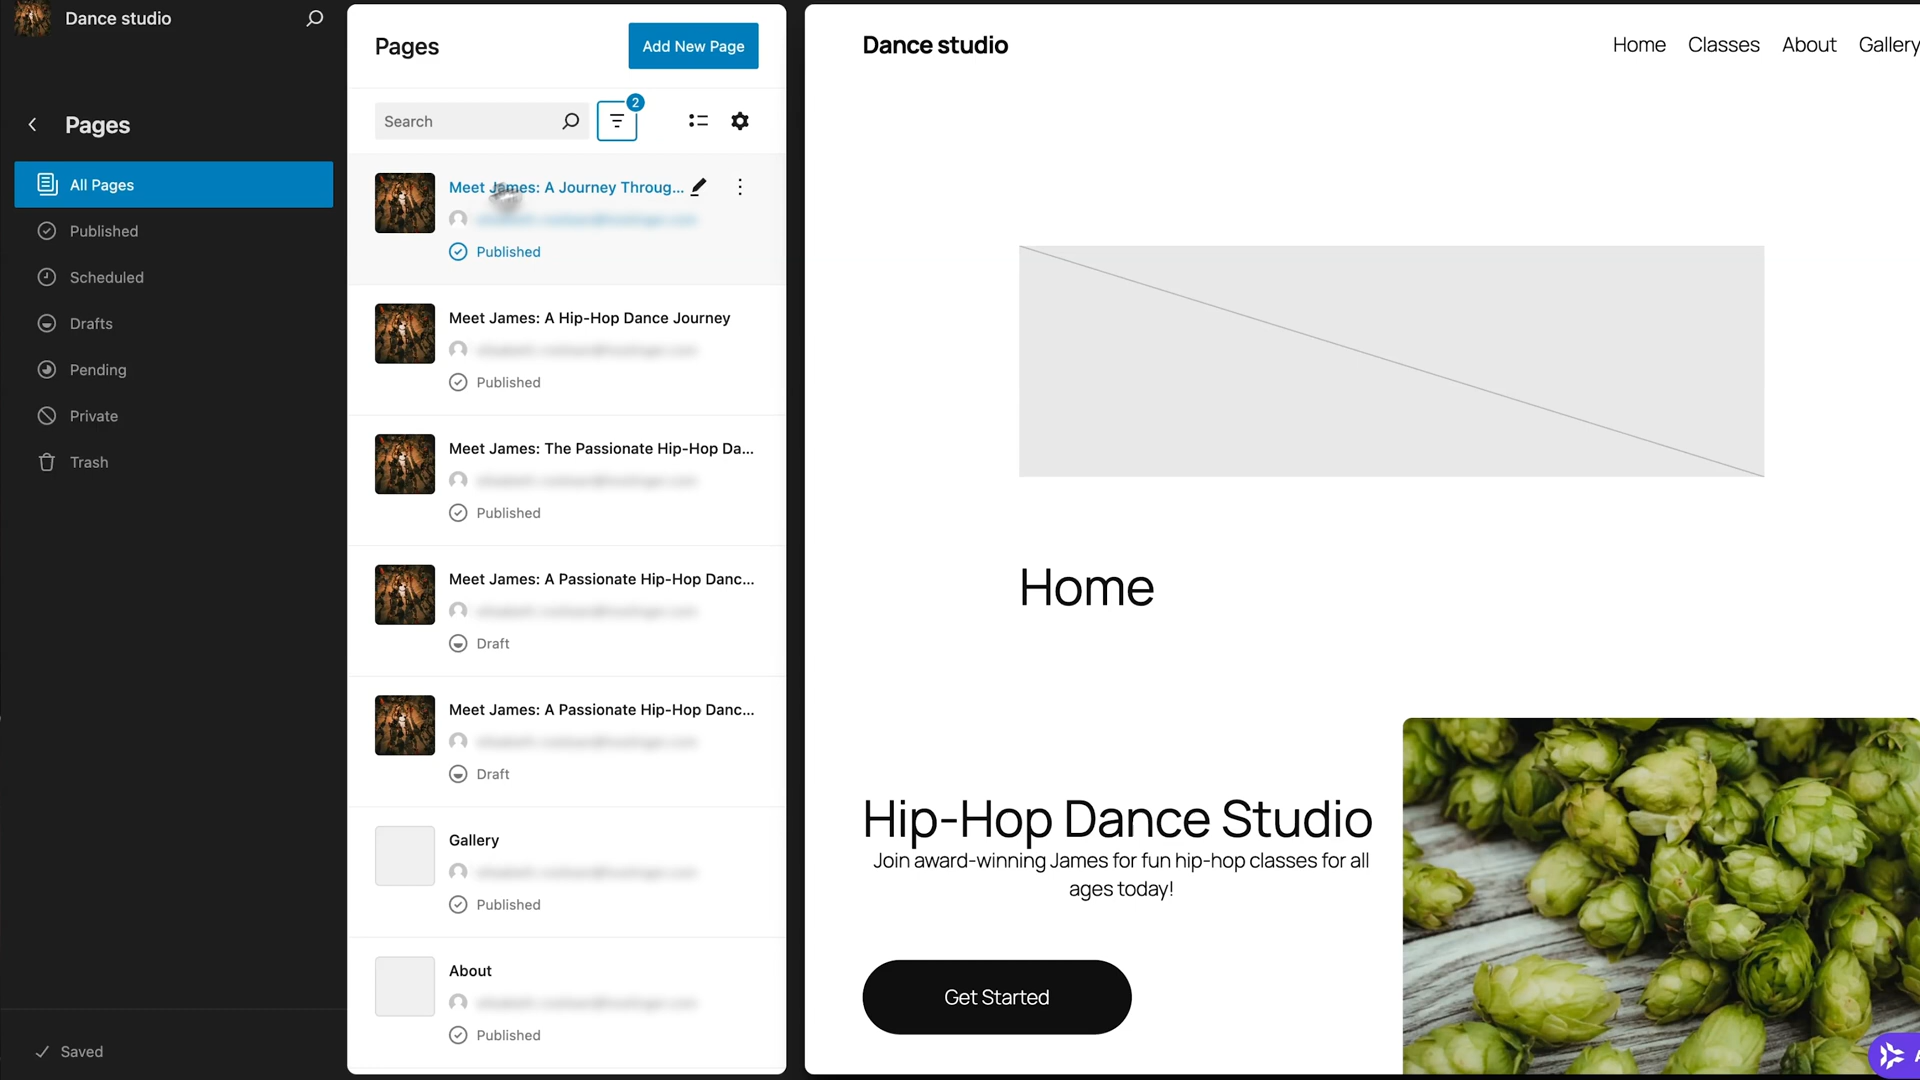 Dance studio
Pages
All Pages
Published
Scheduled
Drafts
Pending
Private
Trash
Saved
Pages
Add New Page
Search
2
Meet James: A Journey Throug...
Published
Meet James: A Hip-Hop Dance Journey
Published
Meet James: The Passionate Hip-Hop Da...
Published
Meet James: A Passionate Hip-Hop Danc...
Draft
Meet James: A Passionate Hip-Hop Danc...
Draft
Gallery
Published
About
Published
Dance studio
Home Classes About Gallery
Home
Hip-Hop Dance Studio
Join award-winning James for fun hip-hop classes for all
ages today!
Get Started